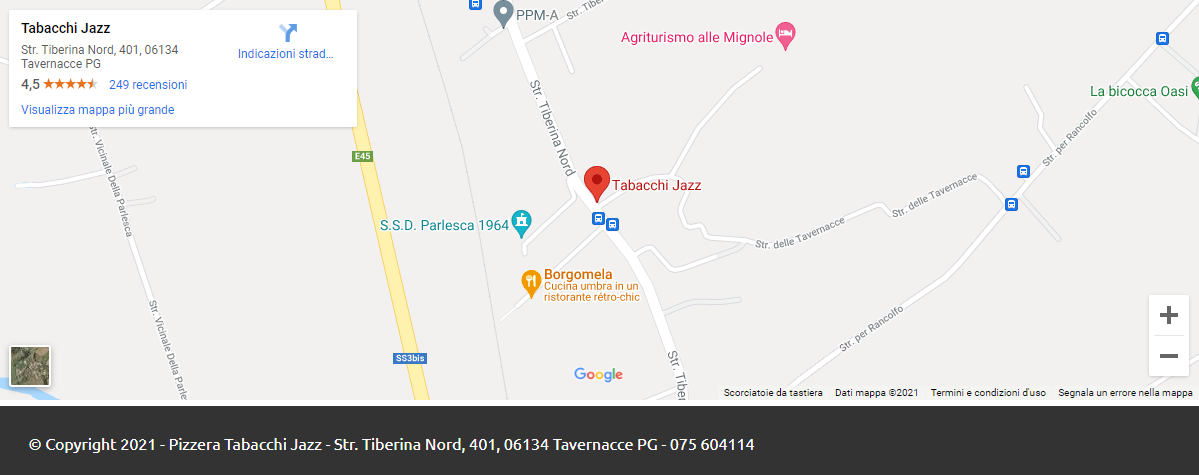 Tabacchi Jazz
Str. Tiberina Nord, 401, 06134
Tavernacce PG
Indicazioni strad...
4,5
249 recensioni
Visualizza mappa più grande
PPM-A
Str. Tiberina Nord
Agriturismo alle Mignole
La bicocca Oasi
Str. per Rancolfo
E45
Str. Vicinale Della Parlesca
Tabacchi Jazz
S.S.D. Parlesca 1964
Str. delle Tavernacce
Str. delle Tavernacce
Borgomela
Cucina umbra in un
ristorante rétro-chic
Str. Vicinale Della Parles
Str. per Rancolfo
SS3bis
Str. Tiber
Google
Scorciatoie da tastiera
Dati mappa ©2021
Termini e condizioni d'uso
Segnala un errore nella mappa
© Copyright 2021 - Pizzera Tabacchi Jazz - Str. Tiberina Nord, 401, 06134 Tavernacce PG - 075 604114